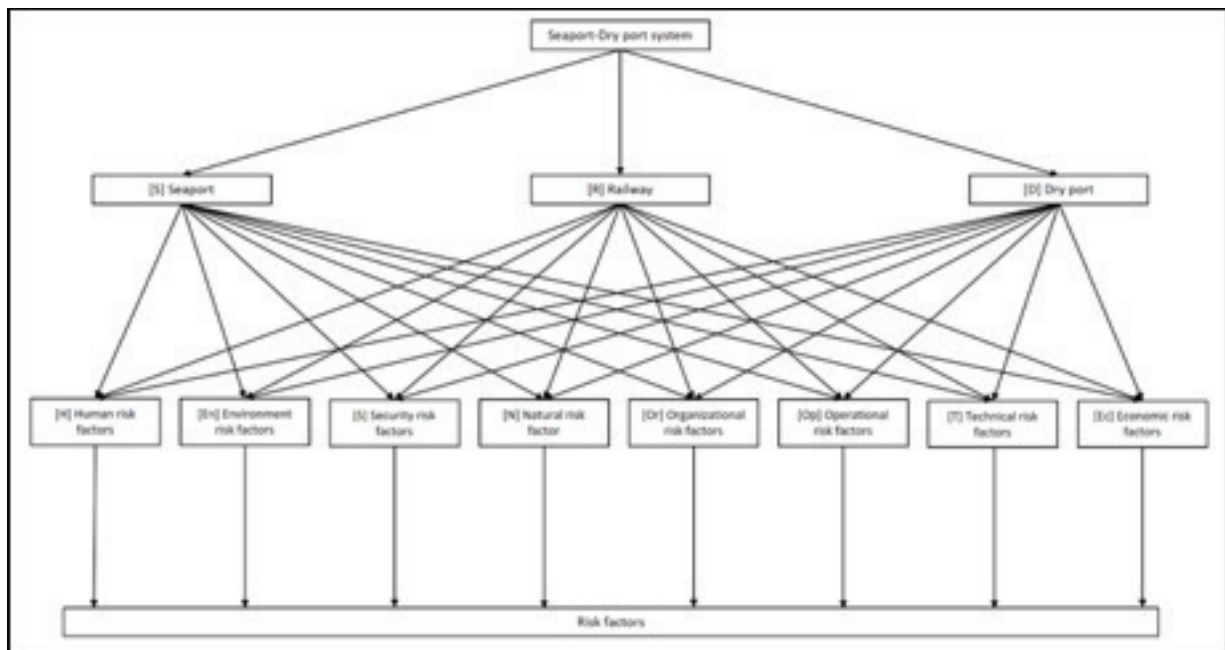 Seaport-Dry port system
[S] Seaport
[R] Railway
[D] Dry port
[H] Human risk
factors
[En] Environment
risk factors
[S] Security risk
factors
[N] Natural risk
factor
[Or] Organizational
risk factors
[Op] Operational
risk factors
[T] Technical risk
factors
[Ec] Economic risk
factors
Risk factors